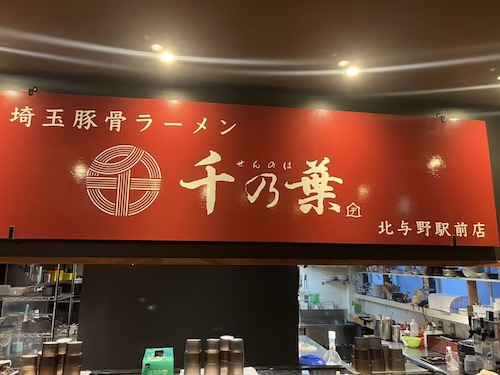 埼玉豚骨ラーメン
せんのは
千乃葉
北与野駅前店